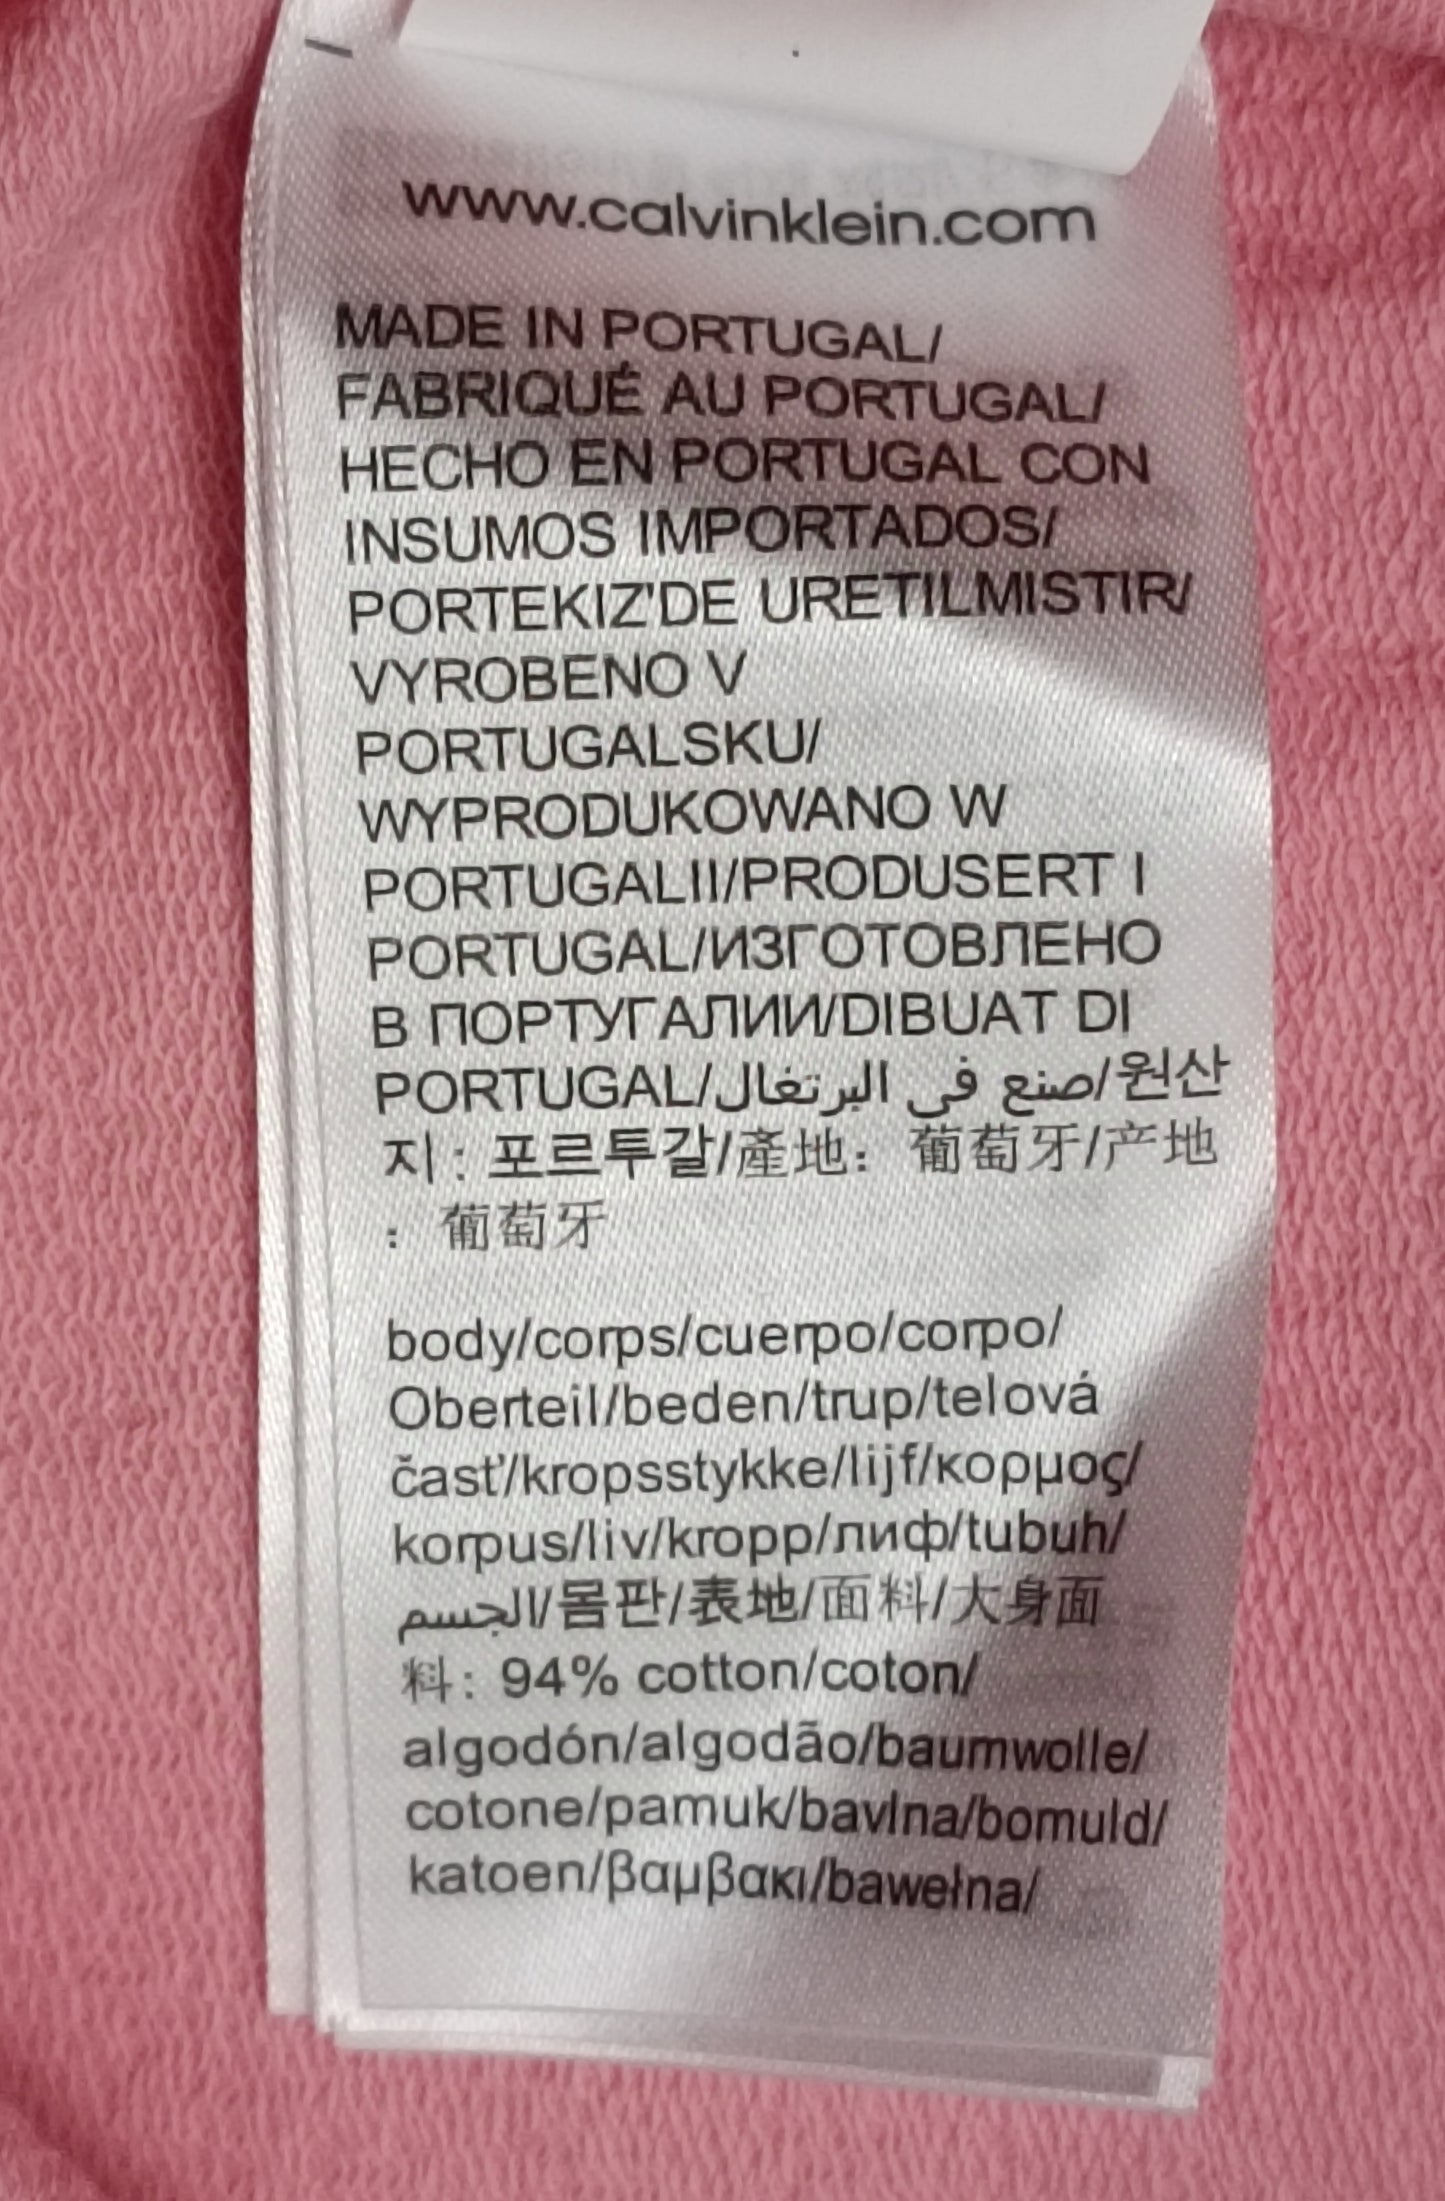 www.calvinklein.com
MADE IN PORTUGAL/
FABRIQUÉ AU PORTUGAL/
HECHO EN PORTUGAL CON
INSUMOS IMPORTADOS/
PORTEKIZ'DE URETILMISTIR/
VYROBENO V
PORTUGALSKU/
WYPRODUKOWANO W
PORTUGALII/PRODUSERT I
PORTUGAL/ИЗГОТОВЛЕНО
В ПОРТУГАЛИИ/DIBUAT DI
PORTUGAL/صنع في البرتغال/원산
지: 포르투갈/產地: 葡萄牙/产地
: 葡萄牙
body/corps/cuerpo/corpo/
Oberteil/beden/trup/telová
časť/kropsstykke/lijf/κορμος/
korpus/liv/kropp/лиф/tubuh/
الجسم/몸판/表地/面料/大身面
料: 94% cotton/coton/
algodón/algodão/baumwolle/
cotone/pamuk/bavlna/bomuld/
katoen/βαμβακι/bawełna/